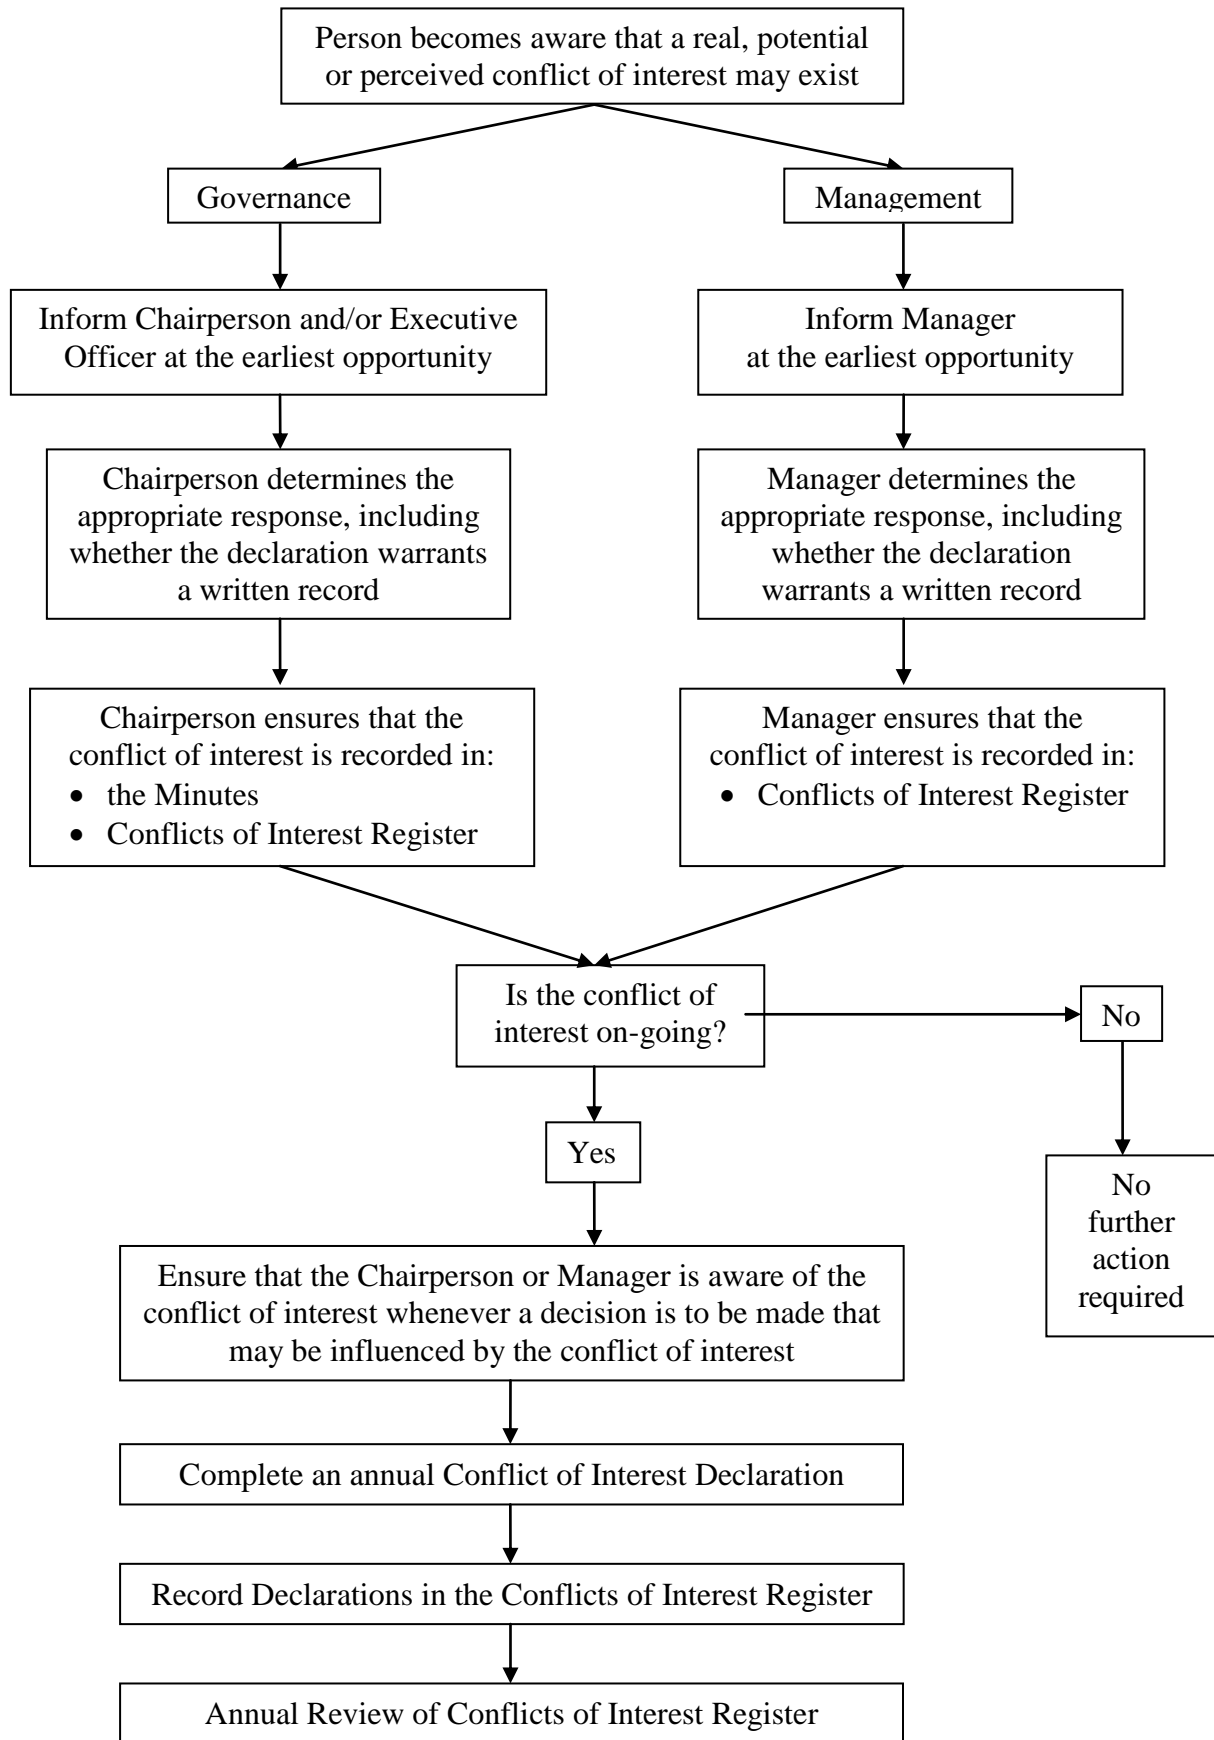 Person becomes aware that a real, potential
or perceived conflict of interest may exist
Governance
Management
Inform Chairperson and/or Executive
Officer at the earliest opportunity
Inform Manager
at the earliest opportunity
Chairperson determines the
appropriate response, including
whether the declaration warrants
a written record
Manager determines the
appropriate response, including
whether the declaration
warrants a written record
Chairperson ensures that the
conflict of interest is recorded in:
• the Minutes
• Conflicts of Interest Register
Manager ensures that the
conflict of interest is recorded in:
• Conflicts of Interest Register
Is the conflict of
interest on-going?
No
Yes
No
further
action
required
Ensure that the Chairperson or Manager is aware of the
conflict of interest whenever a decision is to be made that
may be influenced by the conflict of interest
Complete an annual Conflict of Interest Declaration
Record Declarations in the Conflicts of Interest Register
Annual Review of Conflicts of Interest Register